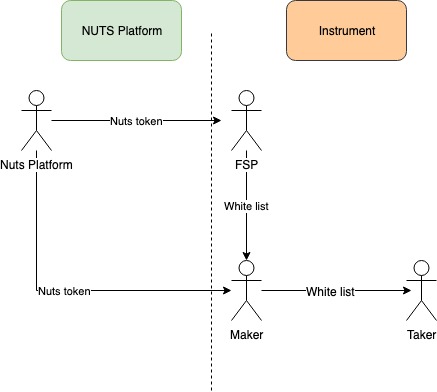 NUTS Platform
Instrument
Nuts token
Nuts Platform
FSP
White list
Nuts token
White list
Maker
Taker